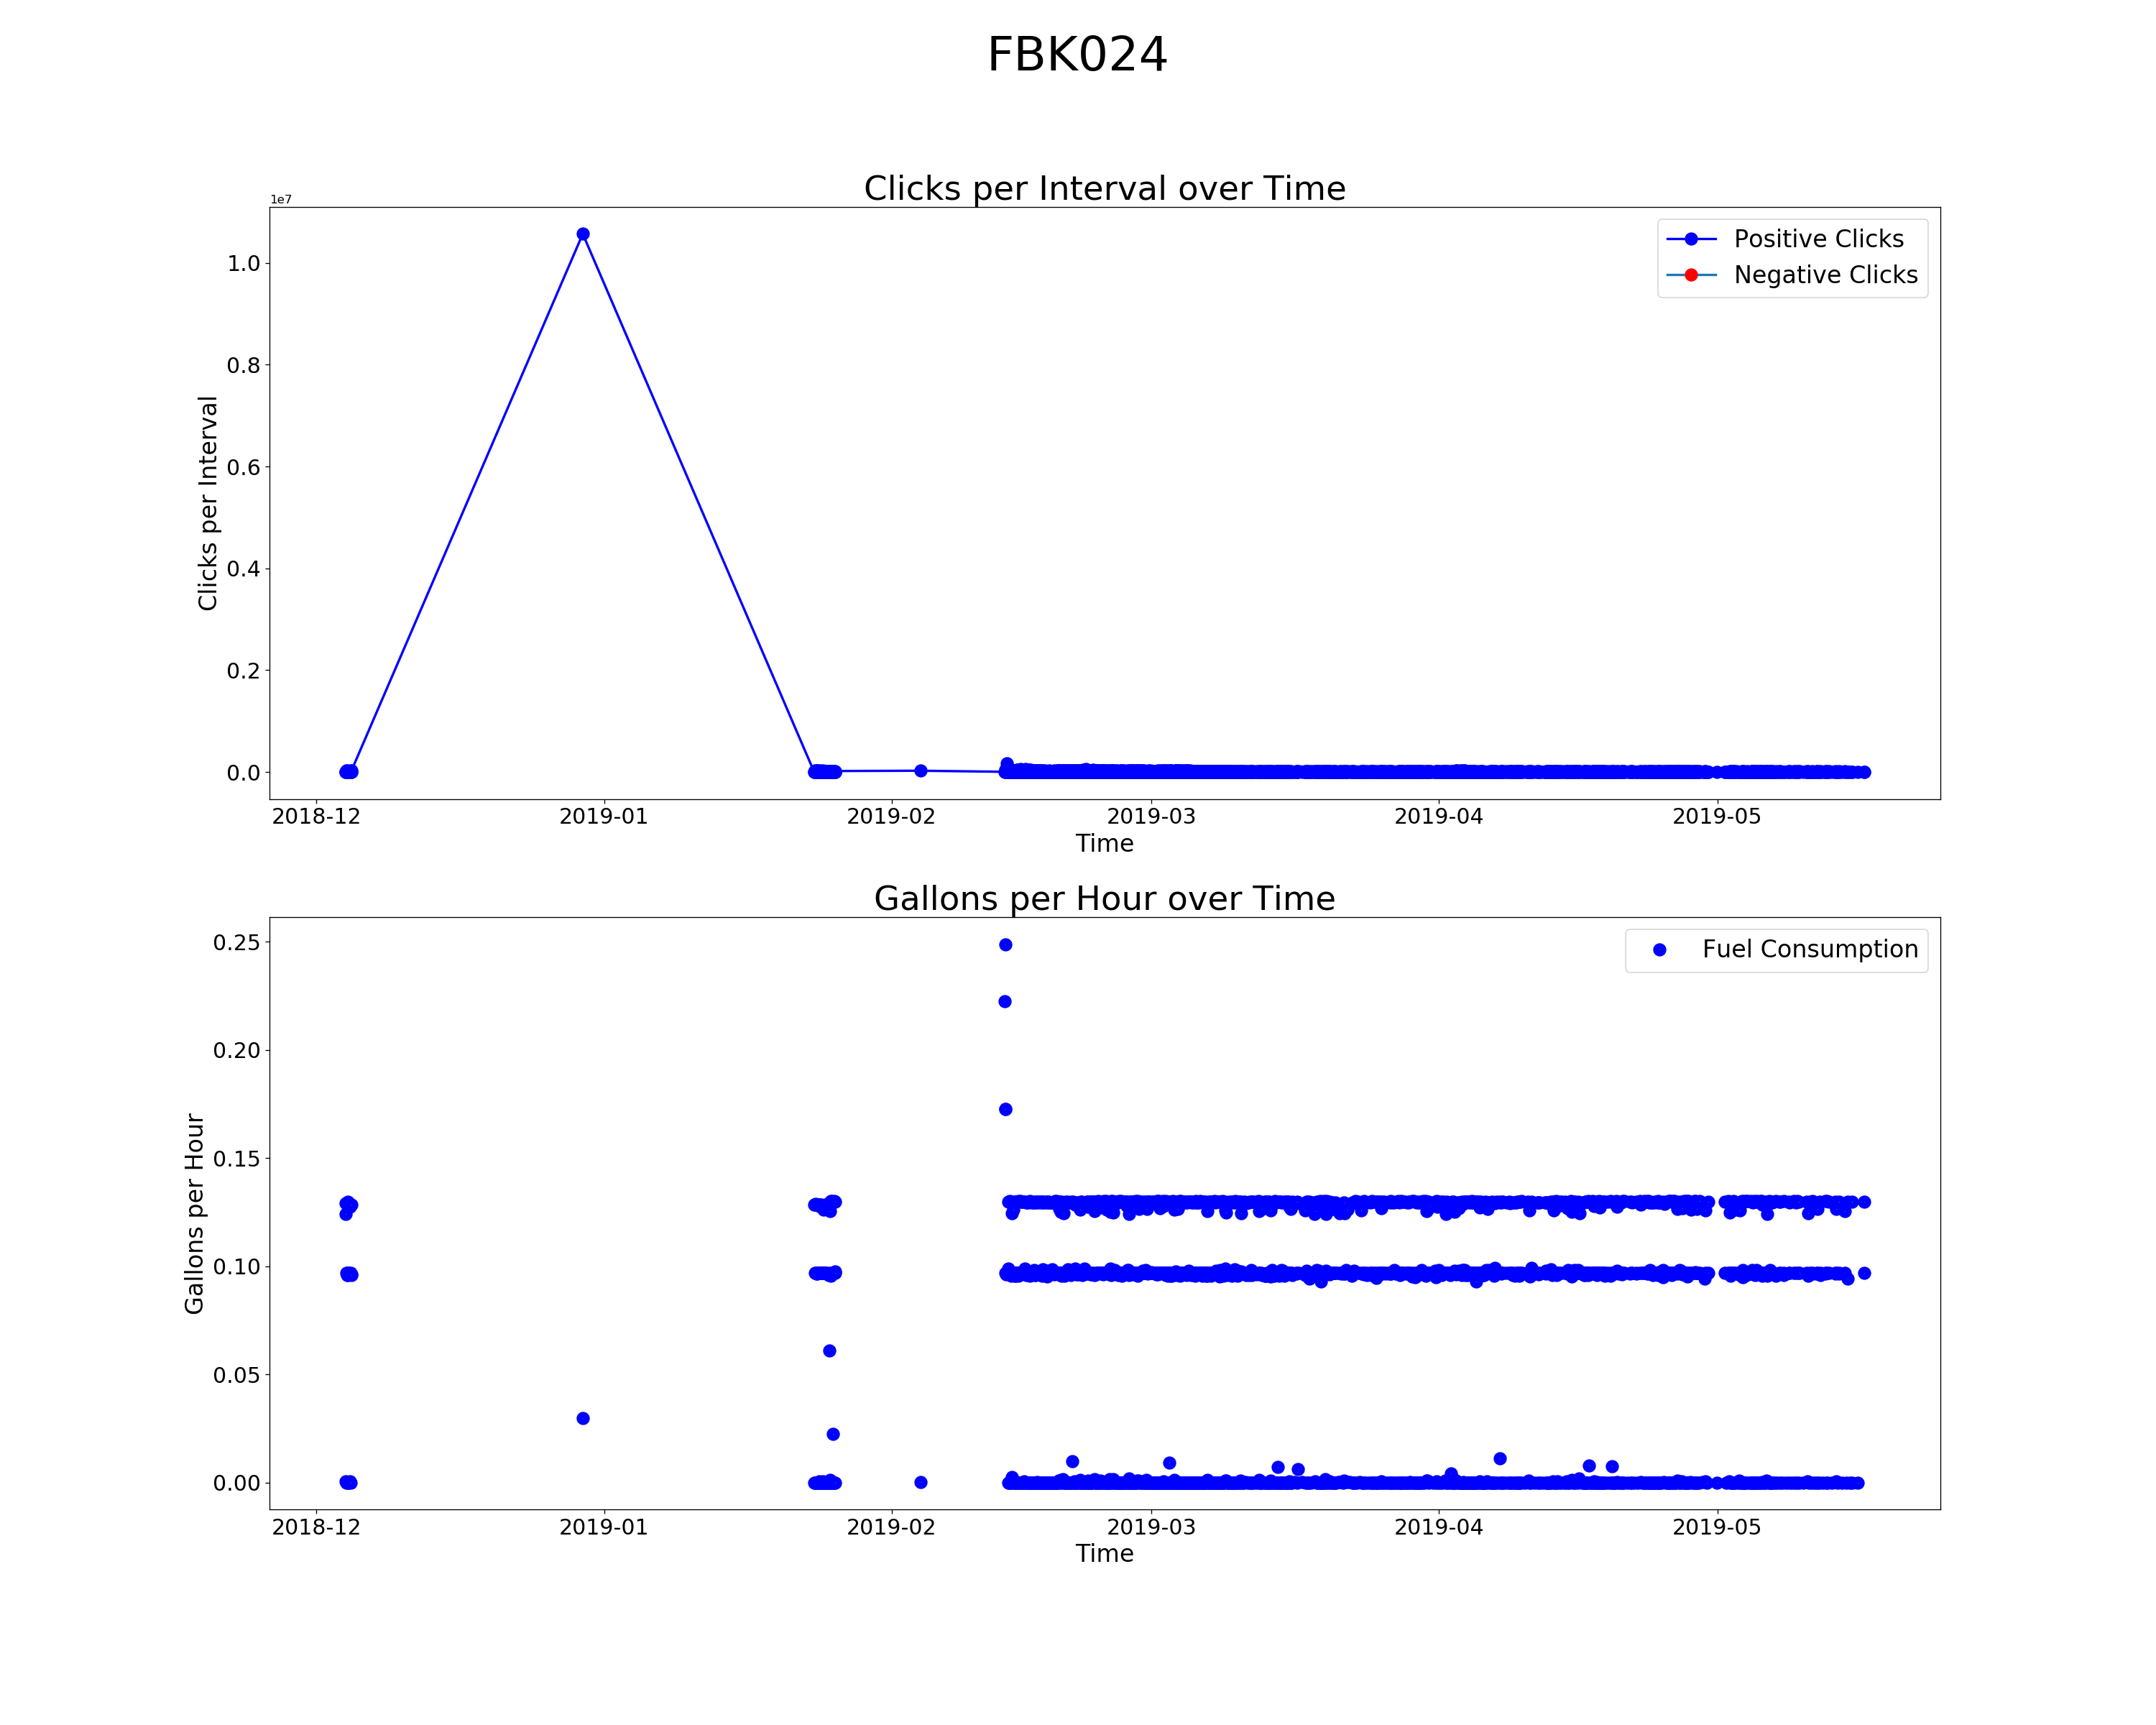 FBK024
Clicks per Interval over Time
1e7
Positive Clicks
Negative Clicks
1.0
0.8
0.6
0.4
0.2
0.0
Clicks per Interval
2018-12 2019-01 2019-02 2019-03 2019-04 2019-05
Time
Gallons per Hour over Time
Fuel Consumption
0.25
0.20
0.15
0.10
0.05
0.00
Gallons per Hour
2018-12 2019-01 2019-02 2019-03 2019-04 2019-05
Time